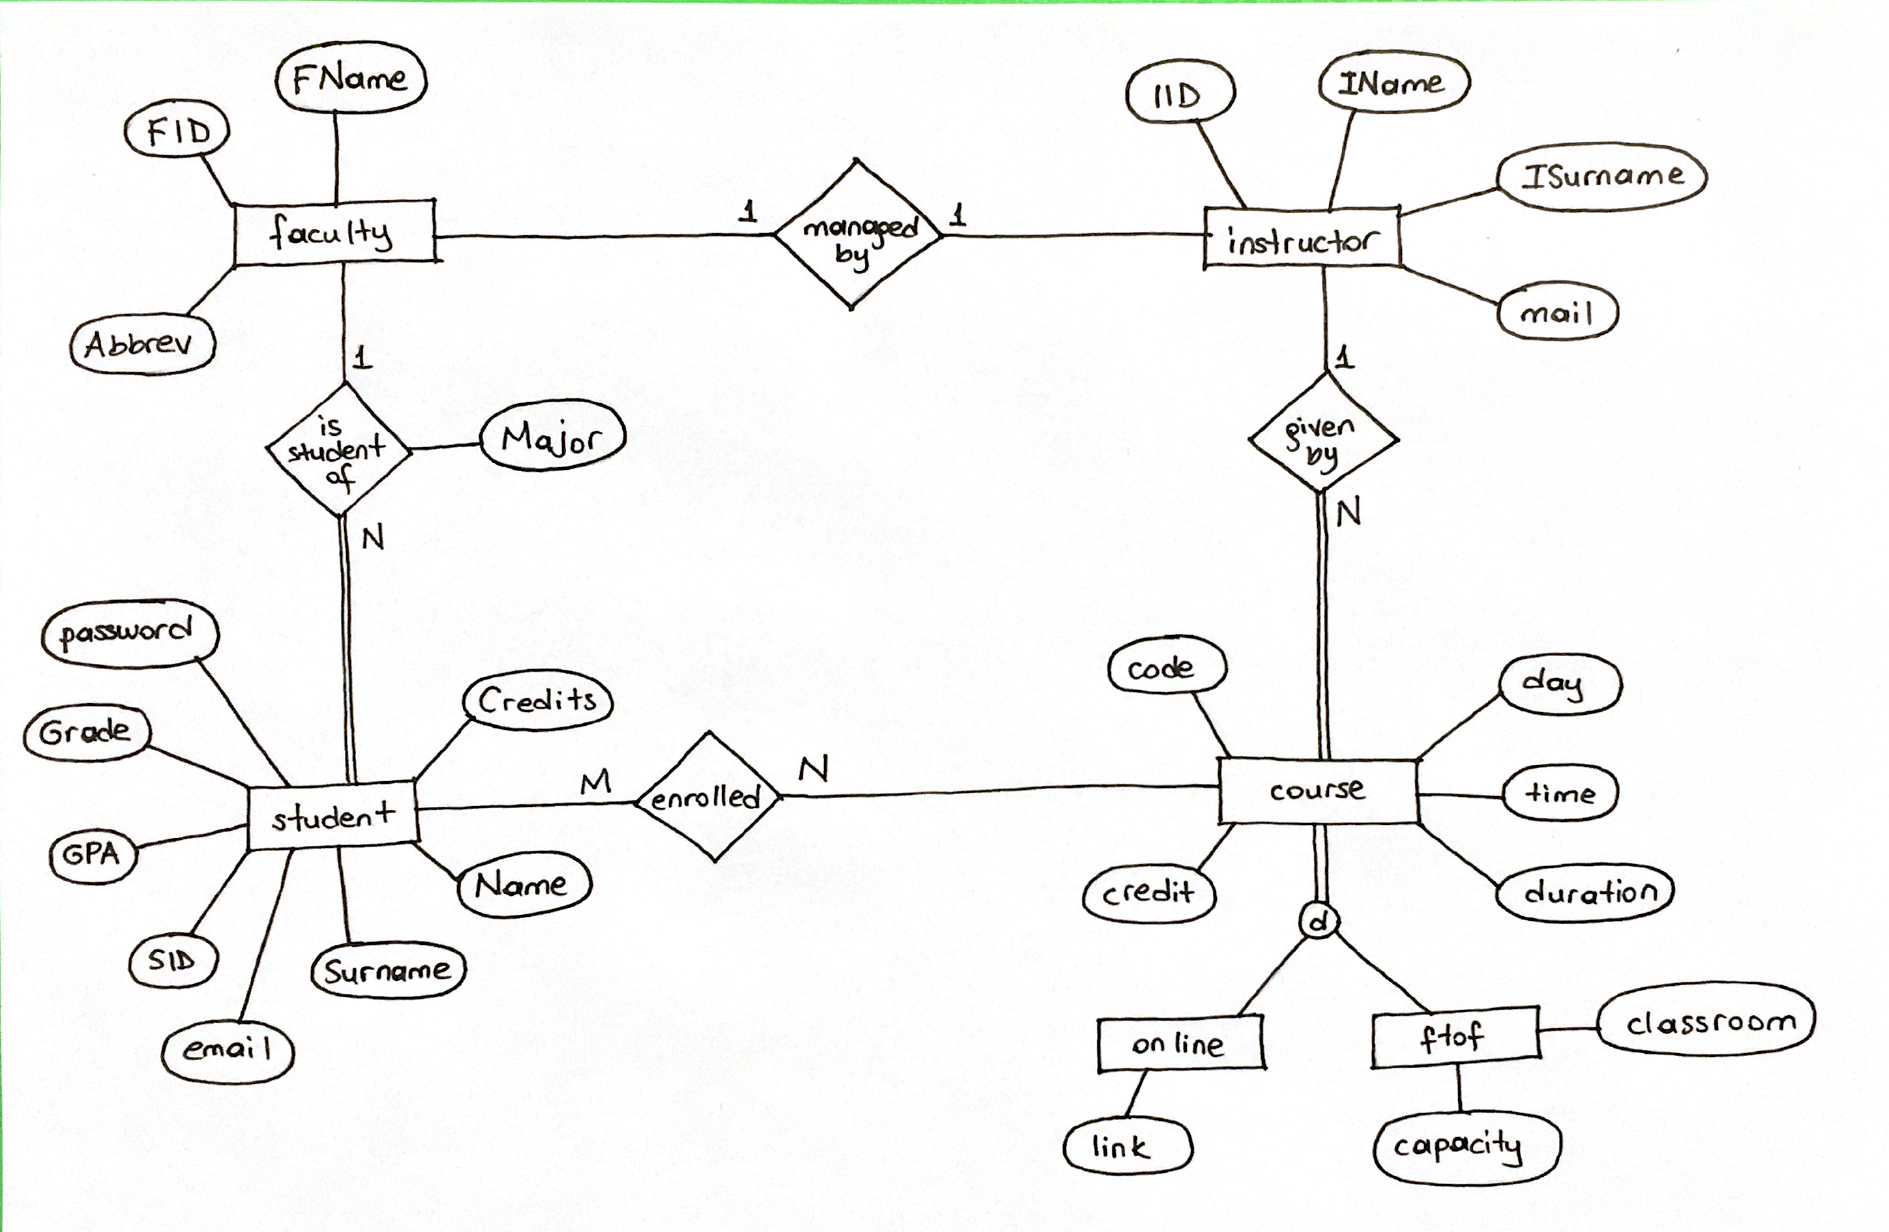 FName
IID
IName
FID
ISurname
1
1
faculty
managed
by
instructor
mail
Abbrev
1
1
is
student
of
Major
given
by
N
N
password
code
day
Credits
Grade
M
N
enrolled
course
time
student
GPA
Name
credit
duration
d
SID
Surname
classroom
email
online
ftof
link
capacity